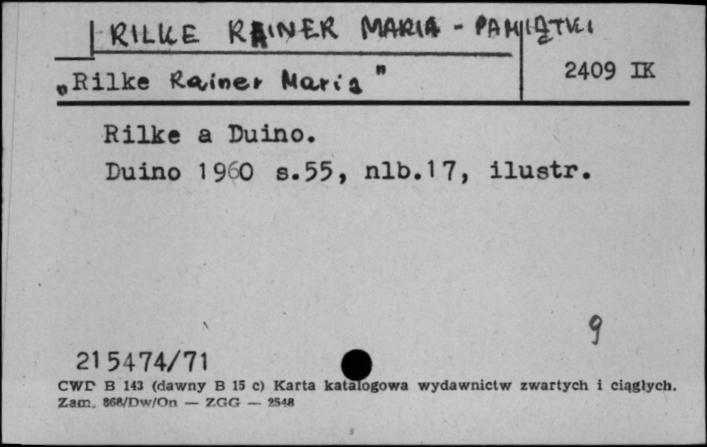 RILKE RAINER MARIA - PAMIĄTKI
„Rilke Rainer Maria"
2409 IK
Rilke a Duino.
Duino 1960 s.55, nlb.17, ilustr.
9
215474/71
CWD B 143 (dawny B 15 c) Karta katalogowa wydawnictw zwartych i ciągłych.
Zam. 868/Dw/On — ZGG — 2548